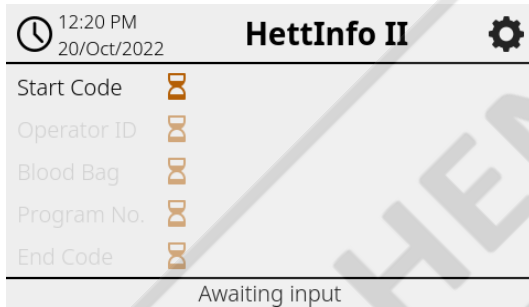 12:20 PM
20/Oct/2022
HettInfo II
Start Code
Operator ID
Blood Bag
Program No.
End Code
Awaiting input